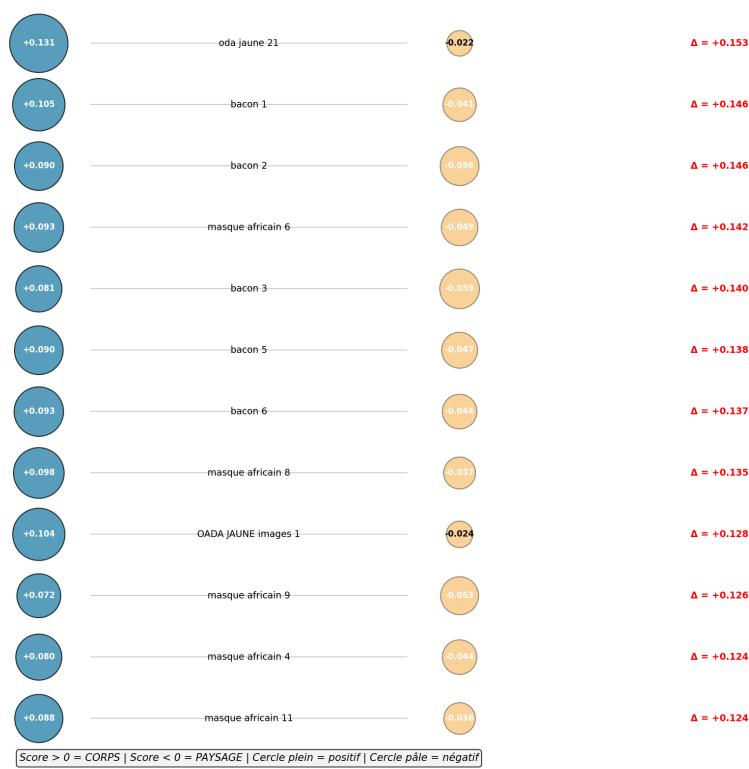 +0.131 oda jaune 21 -0.022 Δ = +0.153
+0.105 bacon 1 -0.041 Δ = +0.146
+0.090 bacon 2 -0.056 Δ = +0.146
+0.093 masque africain 6 -0.049 Δ = +0.142
+0.081 bacon 3 -0.059 Δ = +0.140
+0.090 bacon 5 -0.047 Δ = +0.138
+0.093 bacon 6 -0.044 Δ = +0.137
+0.098 masque africain 8 -0.037 Δ = +0.135
+0.104 OADA JAUNE images 1 -0.024 Δ = +0.128
+0.072 masque africain 9 -0.053 Δ = +0.126
+0.080 masque africain 4 -0.044 Δ = +0.124
+0.088 masque africain 11 -0.036 Δ = +0.124
Score > 0 = CORPS | Score < 0 = PAYSAGE | Cercle plein = positif | Cercle pâle = négatif